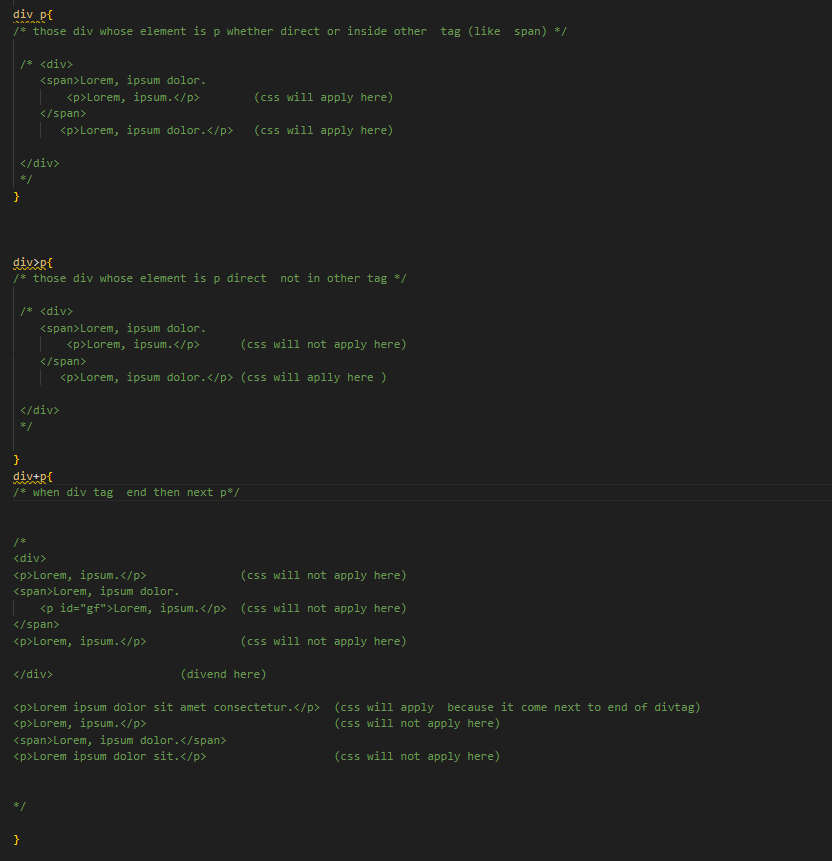 div p{
/* those div whose element is p whether direct or inside other  tag (like  span) */
/* <div>
<span>Lorem, ipsum dolor.
<p>Lorem, ipsum.</p>        (css will apply here)
</span>
<p>Lorem, ipsum dolor.</p>   (css will apply here)
</div>
*/
}
div>p{
/* those div whose element is p direct  not in other tag */
/* <div>
<span>Lorem, ipsum dolor.
<p>Lorem, ipsum.</p>      (css will not apply here)
</span>
<p>Lorem, ipsum dolor.</p> (css will aplly here )
</div>
*/
}
div+p{
/* when div tag  end then next p*/
/*
<div>
<p>Lorem, ipsum.</p>              (css will not apply here)
<span>Lorem, ipsum dolor.
<p id="gf">Lorem, ipsum.</p>  (css will not apply here)
</span>
<p>Lorem, ipsum.</p>              (css will not apply here)
</div>                   (divend here)
<p>Lorem ipsum dolor sit amet consectetur.</p>  (css will apply  because it come next to end of divtag)
<p>Lorem, ipsum.</p>                            (css will not apply here)
<span>Lorem, ipsum dolor.</span>
<p>Lorem ipsum dolor sit.</p>                   (css will not apply here)
*/
}